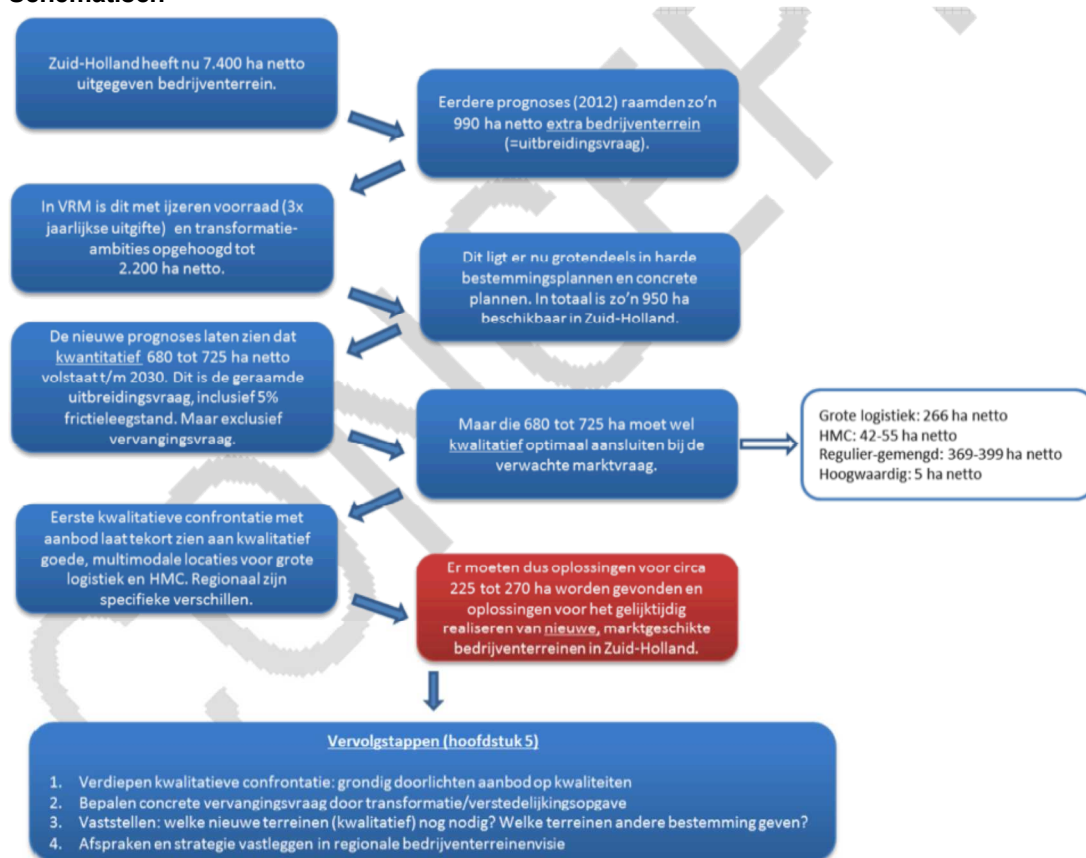 Schematisch
Zuid-Holland heeft nu 7.400 ha netto
uitgegeven bedrijventerrein.
Eerdere prognoses (2012) raamden zo'n
990 ha netto extra bedrijventerrein
(=uitbreidingsvraag).
In VRM is dit met ijzeren voorraad (3x
jaarlijkse uitgifte) en transformatie-
ambities opgehoogd tot
2.200 ha netto.
Dit ligt er nu grotendeels in harde
bestemmingsplannen en concrete
plannen. In totaal is zo'n 950 ha
beschikbaar in Zuid-Holland.
De nieuwe prognoses laten zien dat
kwantitatief 680 tot 725 ha netto
volstaat t/m 2030. Dit is de geraamde
uitbreidingsvraag, inclusief 5%
frictieleegstand. Maar exclusief
vervangingsvraag.
Maar die 680 tot 725 ha moet wel
kwalitatief optimaal aansluiten bij de
verwachte marktvraag.
Grote logistiek: 266 ha netto
HMC: 42-55 ha netto
Regulier-gemengd: 369-399 ha netto
Hoogwaardig: 5 ha netto
Eerste kwalitatieve confrontatie met
aanbod laat tekort zien aan kwalitatief
goede, multimodale locaties voor grote
logistiek en HMC. Regionaal zijn
specifieke verschillen.
Er moeten dus oplossingen voor circa
225 tot 270 ha worden gevonden en
oplossingen voor het gelijktijdig
realiseren van nieuwe, marktgeschikte
bedrijventerreinen in Zuid-Holland.
Vervolgstappen (hoofdstuk 5)
1. Verdiepen kwalitatieve confrontatie: grondig doorlichten aanbod op kwaliteiten
2. Bepalen concrete vervangingsvraag door transformatie/verstedelijkingsopgave
3. Vaststellen: welke nieuwe terreinen (kwalitatief) nog nodig? Welke terreinen andere bestemming geven?
4. Afspraken en strategie vastleggen in regionale bedrijventerreinenvisie